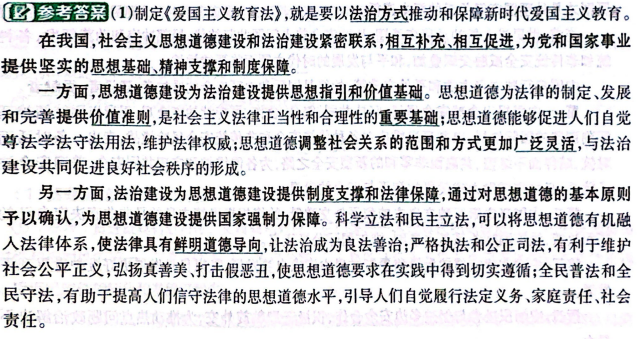 参考答案 (1)制定《爱国主义教育法》,就是要以法治方式推动和保障新时代爱国主义教育。
在我国,社会主义思想道德建设和法治建设紧密联系,相互补充、相互促进,为党和国家事业
提供坚实的思想基础、精神支撑和制度保障。
一方面,思想道德建设为法治建设提供思想指引和价值基础。思想道德为法律的制定、发展
和完善提供价值准则,是社会主义法律正当性和合理性的重要基础;思想道德能够促进人们自觉
尊法学法守法用法,维护法律权威;思想道德调整社会关系的范围和方式更加广泛灵活,与法治
建设共同促进良好社会秩序的形成。
另一方面,法治建设为思想道德建设提供制度支撑和法律保障,通过对思想道德的基本原则
予以确认,为思想道德建设提供国家强制力保障。科学立法和民主立法,可以将思想道德有机融
入法律体系,使法律具有鲜明道德导向,让法治成为良法善治;严格执法和公正司法,有利于维护
社会公平正义,弘扬真善美、打击假恶丑,使思想道德要求在实践中得到切实遵循;全民普法和全
民守法,有助于提高人们信守法律的思想道德水平,引导人们自觉履行法定义务、家庭责任、社会
责任。